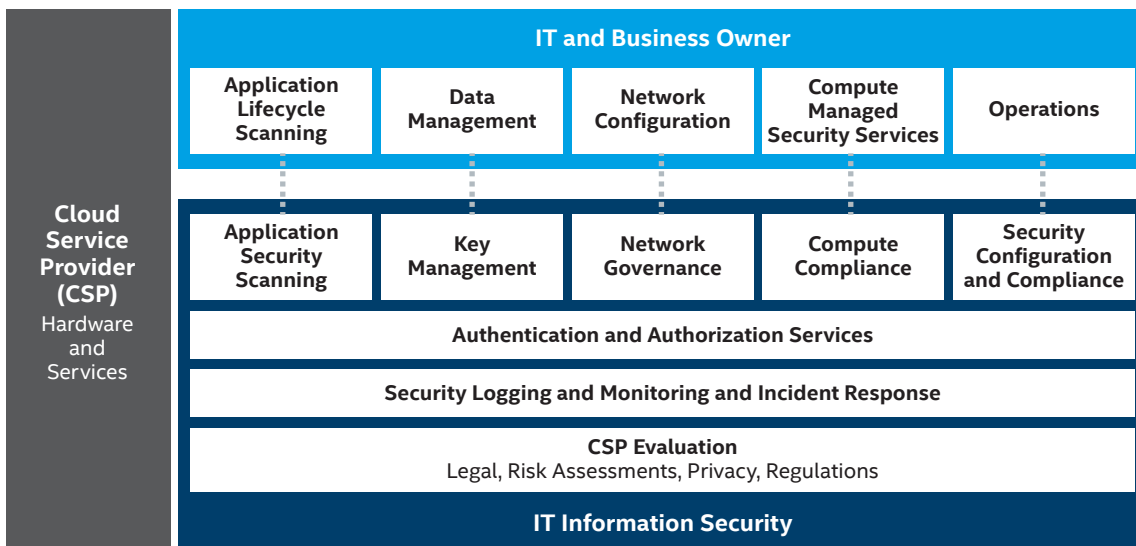 IT and Business Owner
Application
Lifecycle
Scanning
Data
Management
Network
Configuration
Compute
Managed
Security Services
Operations
Cloud
Service
Provider
(CSP)
Hardware
and
Services
Application
Security
Scanning
Key
Management
Network
Governance
Compute
Compliance
Security
Configuration
and Compliance
Authentication and Authorization Services
Security Logging and Monitoring and Incident Response
CSP Evaluation
Legal, Risk Assessments, Privacy, Regulations
IT Information Security